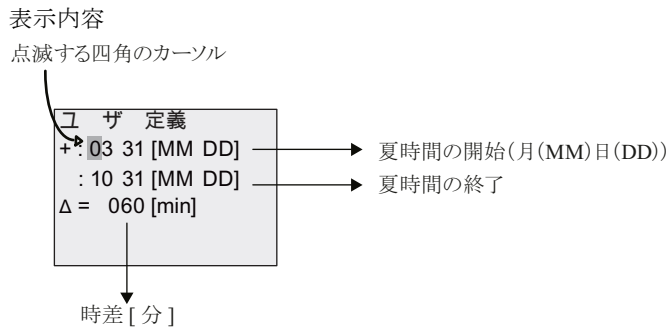 表示内容
点滅する四角のカーソル
ユ ザ 定義
+ : 03 31 [MM DD]
夏時間の開始(月(MM)日(DD))
: 10 31 [MM DD]
夏時間の終了
Δ = 060 [min]
時差 [ 分 ]